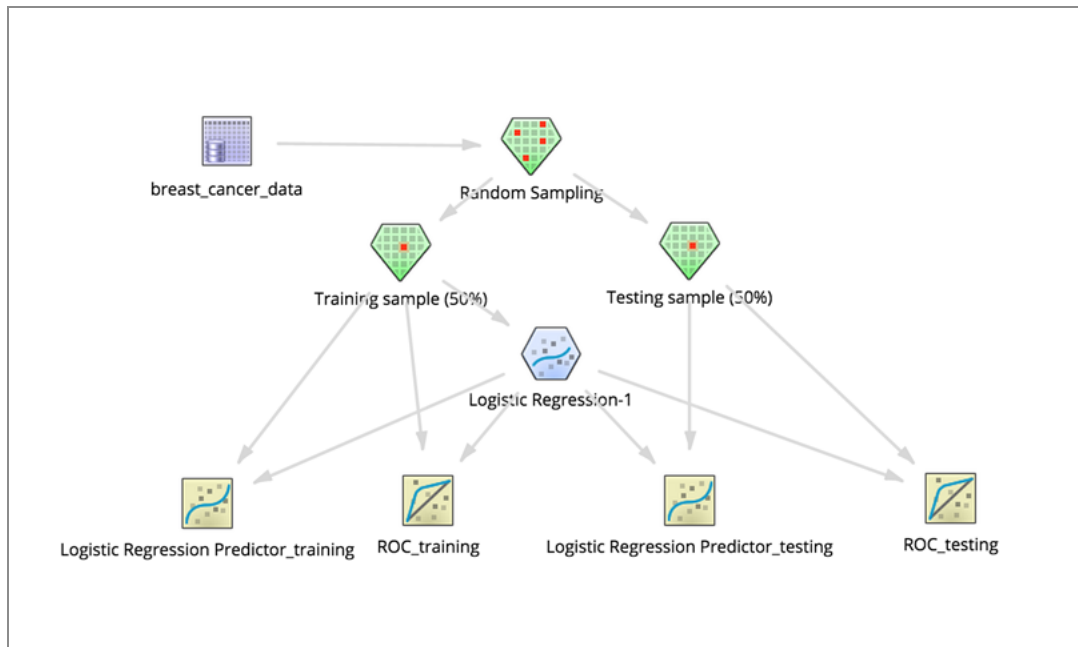 breast_cancer_data
Random Sampling
Training sample (50%)
Testing sample (50%)
Logistic Regression-1
Logistic Regression Predictor_training
ROC_training
Logistic Regression Predictor_testing
ROC_testing